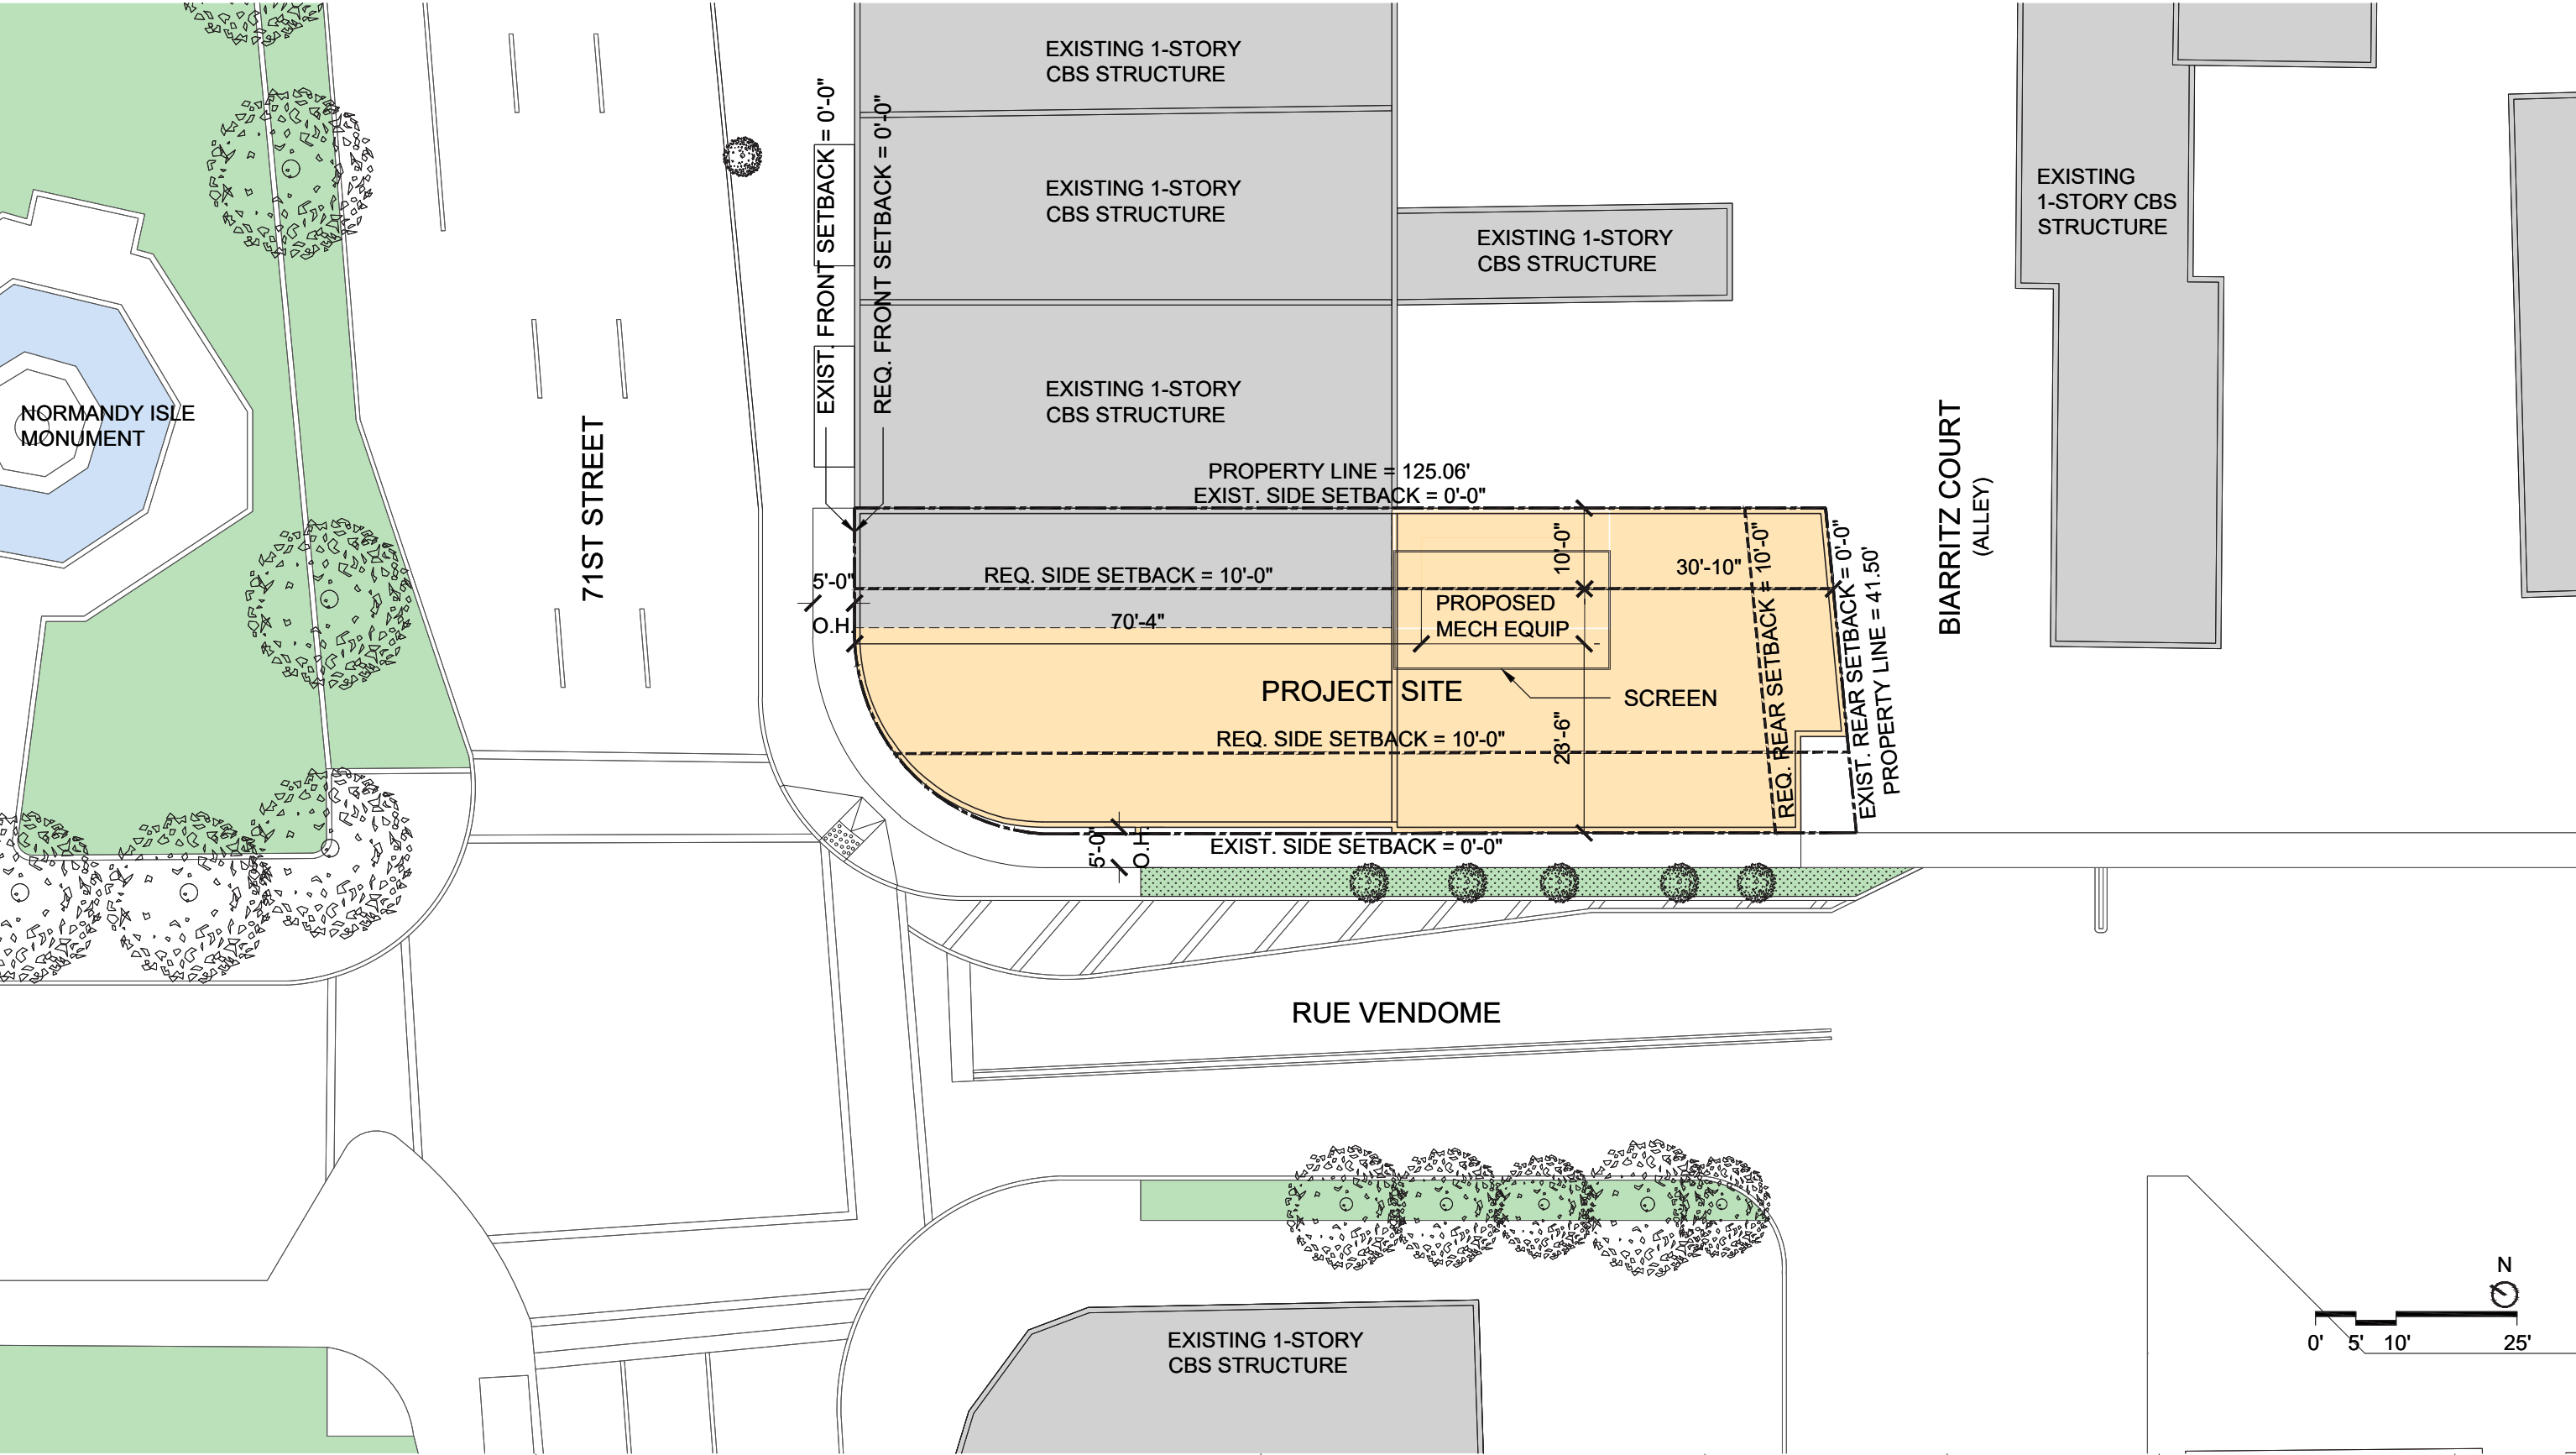 EXISTING 1-STORY
CBS STRUCTURE
EXIST. FRONT SETBACK = 0'-0"
REQ. FRONT SETBACK = 0'-0"
EXISTING 1-STORY
CBS STRUCTURE
EXISTING
1-STORY CBS
STRUCTURE
EXISTING 1-STORY
CBS STRUCTURE
EXISTING 1-STORY
CBS STRUCTURE
NORMANDY ISLE
MONUMENT
71ST STREET
BIARRITZ COURT
(ALLEY)
PROPERTY LINE = 125.06'
EXIST. SIDE SETBACK = 0'-0"
10'-0"
30'-10"
REQ. SIDE SETBACK = 10'-0"
5'-0"
O.H.
70'-4"
PROPOSED
MECH EQUIP
REQ. REAR SETBACK = 10'-0"
EXIST. REAR SETBACK = 0'-0"
PROPERTY LINE = 41.50'
PROJECT SITE
SCREEN
REQ. SIDE SETBACK = 10'-0"
23'-6"
5'-0"
O.H.
EXIST. SIDE SETBACK = 0'-0"
RUE VENDOME
EXISTING 1-STORY
CBS STRUCTURE
N
0' 5' 10' 25'